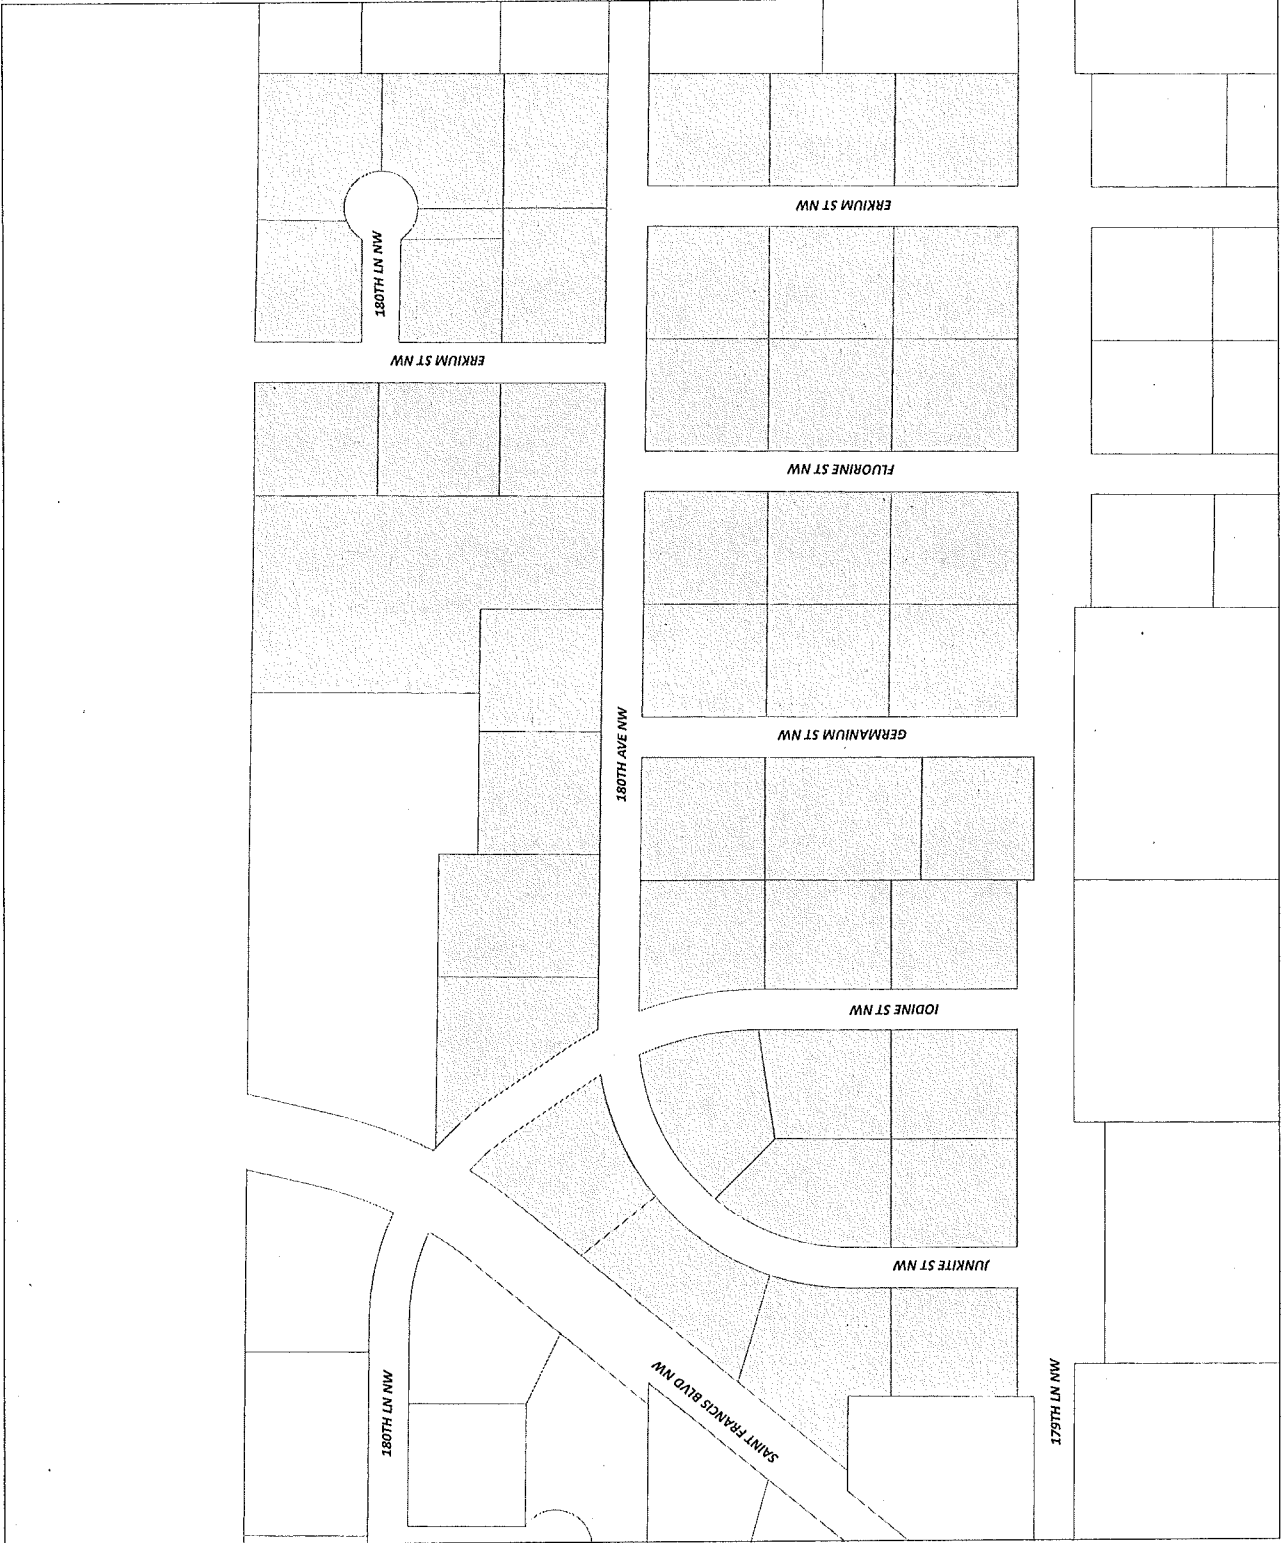 ERKIUM ST NW
180TH LN NW
ERKIUM ST NW
FLUORINE ST NW
180TH AVE NW
GERMANIUM ST NW
IODINE ST NW
JUNKITE ST NW
SAINT FRANCIS BLVD NW
180TH LN NW
179TH LN NW